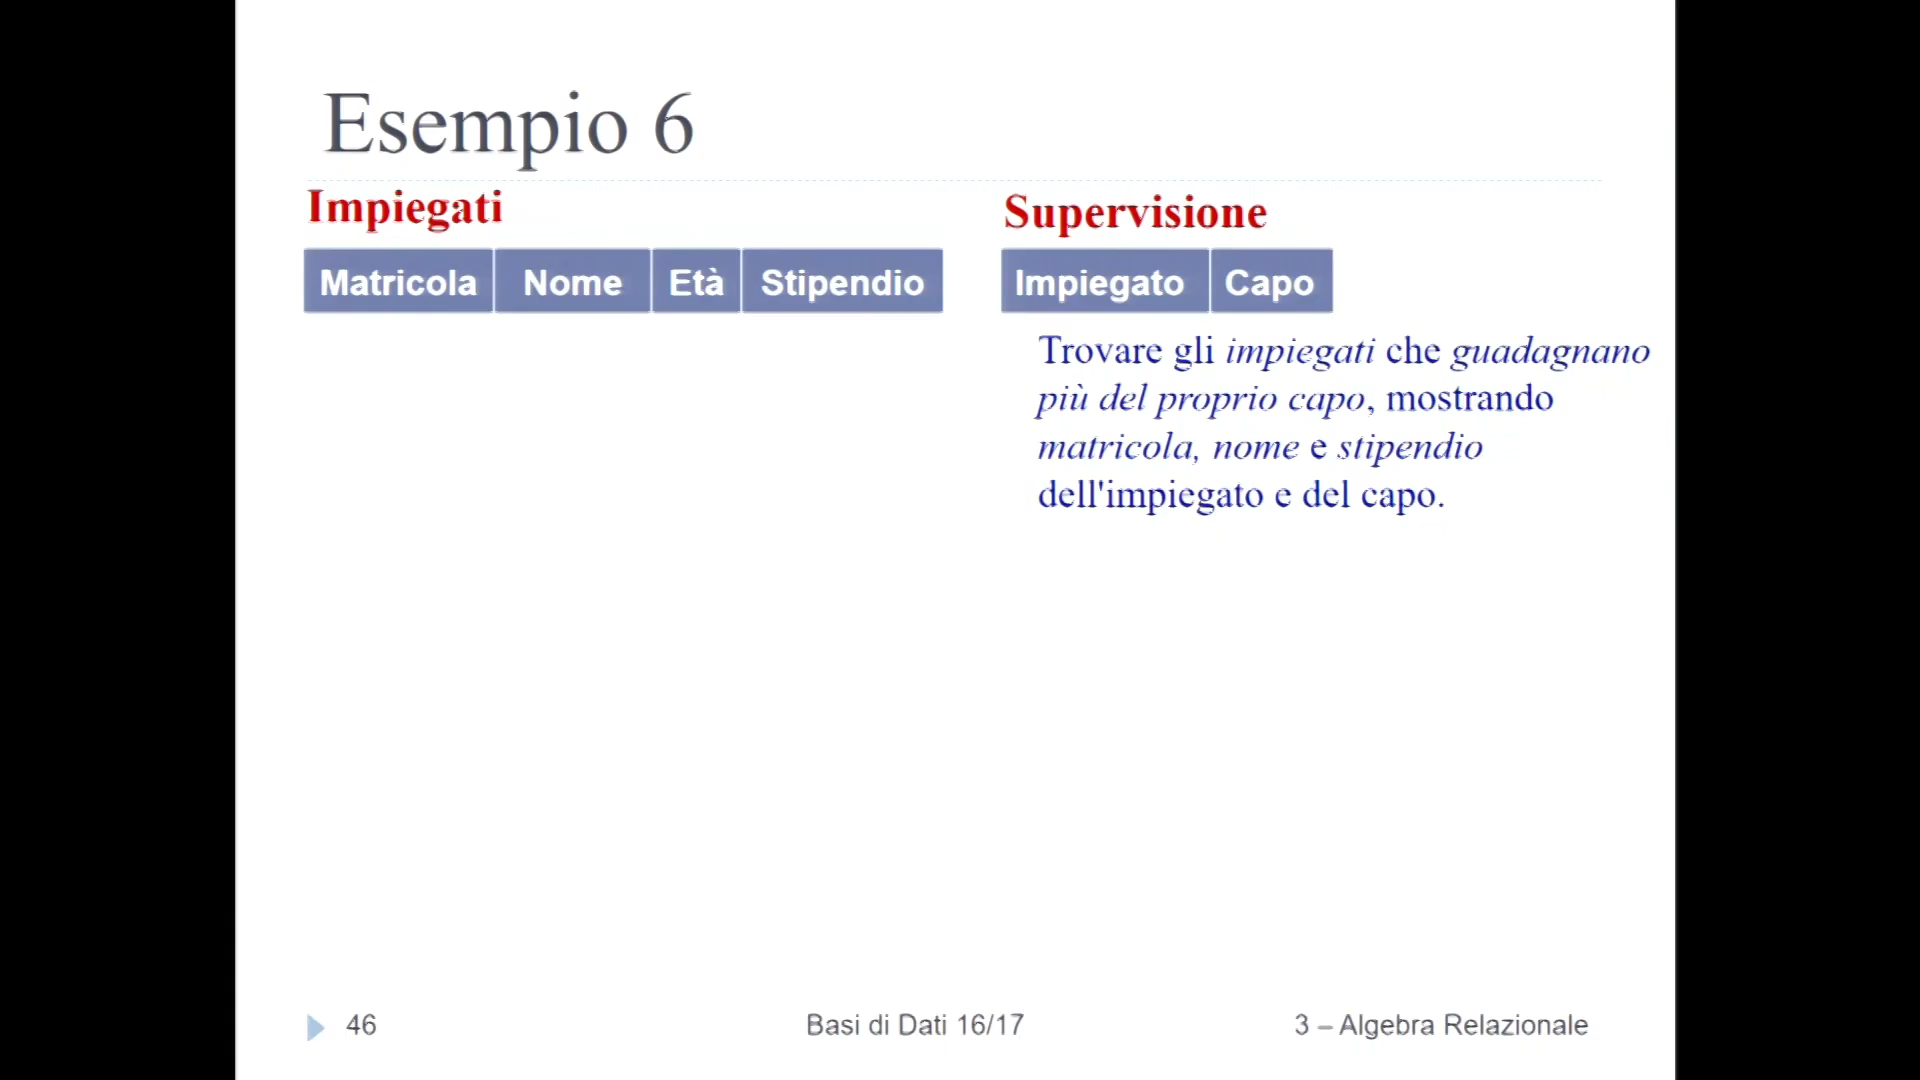 Esempio 6
Impiegati
Matricola Nome Età Stipendio
Supervisione
Impiegato Capo
Trovare gli impiegati che guadagnano
più del proprio capo, mostrando
matricola, nome e stipendio
dell'impiegato e del capo.
46 Basi di Dati 16/17 3 – Algebra Relazionale